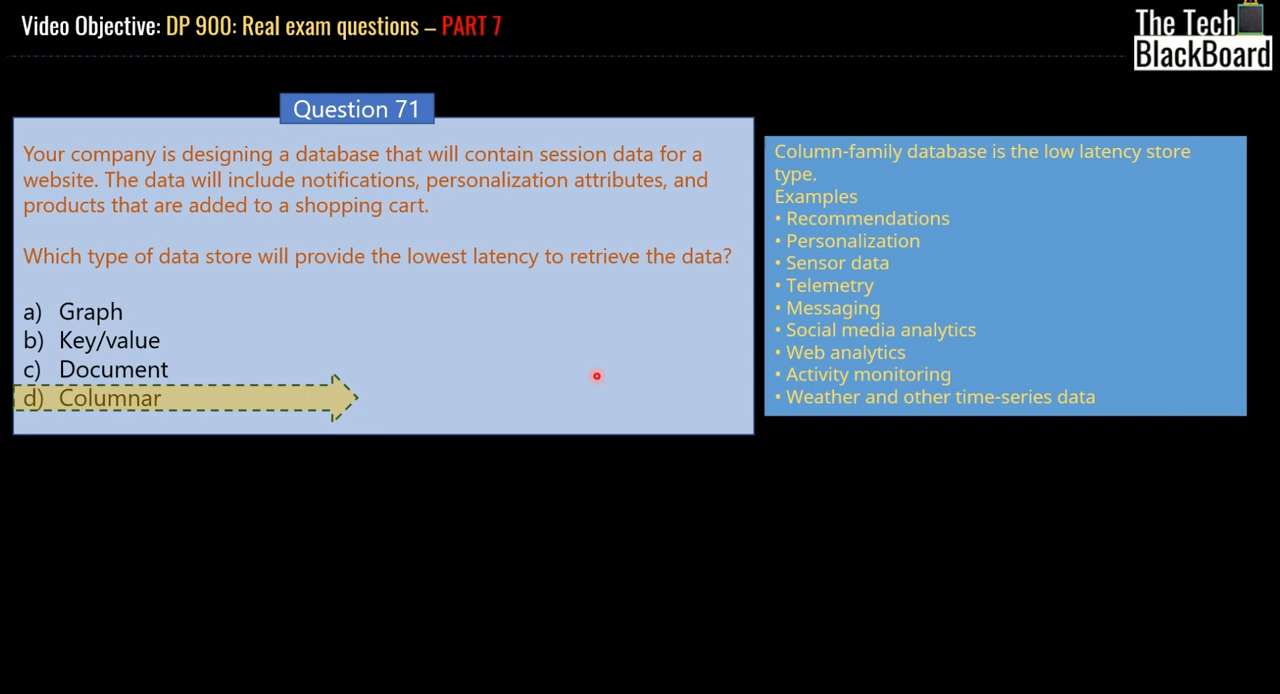 Video Objective: DP 900: Real exam questions – PART 7
The Tech
BlackBoard
Question 71
Your company is designing a database that will contain session data for a
website. The data will include notifications, personalization attributes, and
products that are added to a shopping cart.
Which type of data store will provide the lowest latency to retrieve the data?
a) Graph
b) Key/value
c) Document
d) Columnar
Column-family database is the low latency store
type.
Examples
• Recommendations
• Personalization
• Sensor data
• Telemetry
• Messaging
• Social media analytics
• Web analytics
• Activity monitoring
• Weather and other time-series data